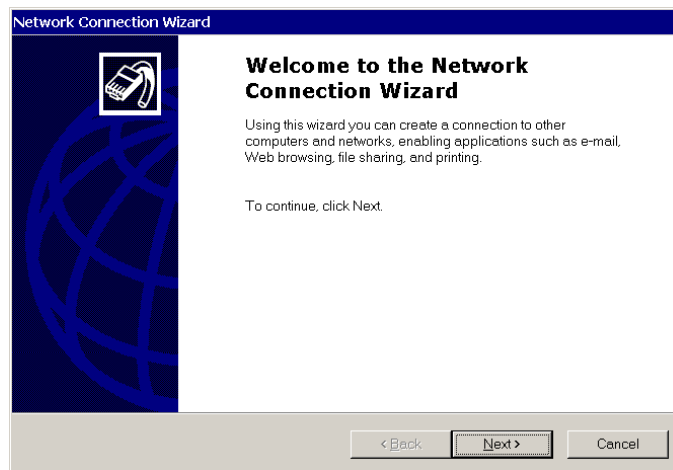 Network Connection Wizard
Welcome to the Network
Connection Wizard
Using this wizard you can create a connection to other
computers and networks, enabling applications such as e-mail,
Web browsing, file sharing, and printing.
To continue, click Next.
< Back Next > Cancel